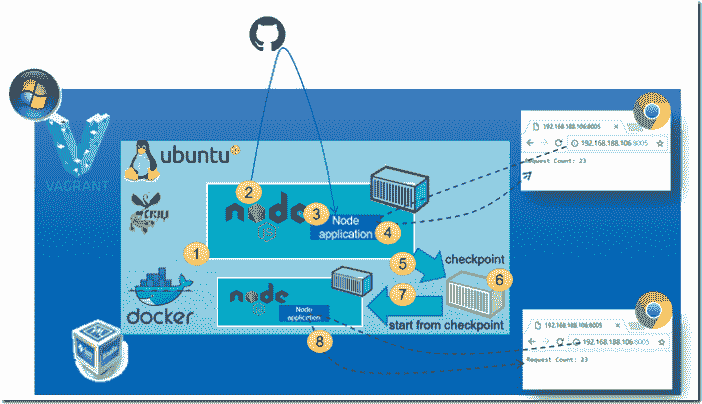 192.168.188.106:8005
192.168.188.106:8005
Request Count: 23
VAGRANT
ubuntu
criu
2
node
3
Node
application
4
1
5
checkpoint
6
7
start from checkpoint
docker
node
Node
application
8
192.168.188.106:8005
192.168.188.106:8005
Request Count: 23